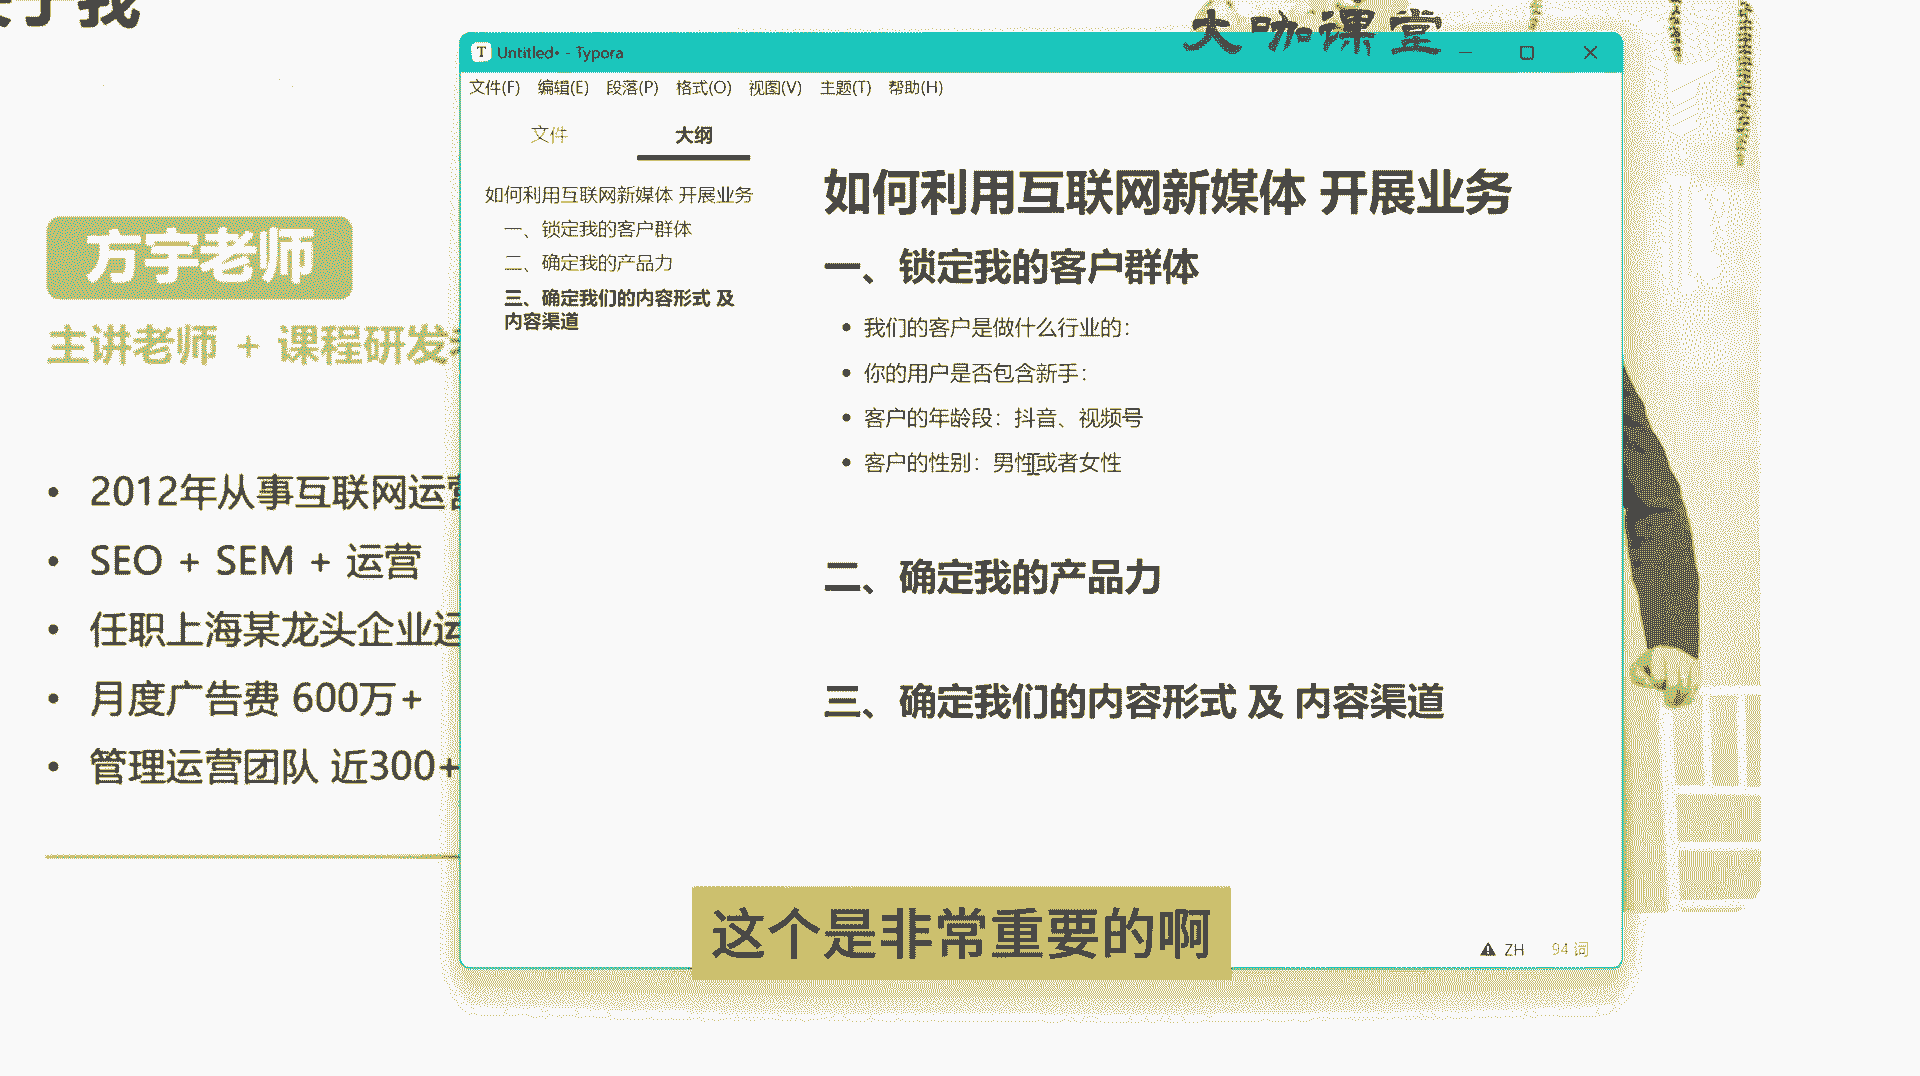 大咖课堂
Untitled• - Typora
文件(F) 编辑(E) 段落(P) 格式(O) 视图(V) 主题(T) 帮助(H)
文件 大纲
如何利用互联网新媒体 开展业务
一、锁定我的客户群体
二、确定我的产品力
三、确定我们的内容形式 及
内容渠道
如何利用互联网新媒体 开展业务
一、锁定我的客户群体
• 我们的客户是做什么行业的：
• 你的用户是否包含新手：
• 客户的年龄段：抖音、视频号
• 客户的性别：男性或者女性
二、确定我的产品力
三、确定我们的内容形式 及 内容渠道
ZH 94 词
方宇老师
主讲老师 + 课程研发
• 2012年从事互联网运营
• SEO + SEM + 运营
• 任职上海某龙头企业运
• 月度广告费 600万+
• 管理运营团队 近300+
这个是非常重要的啊